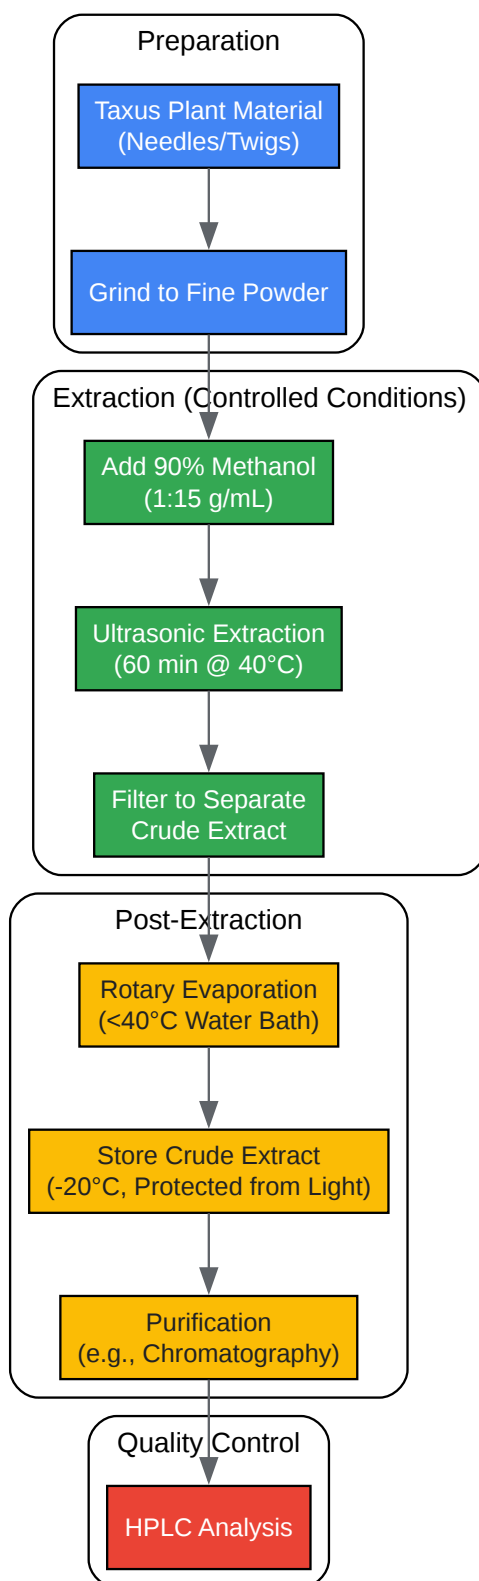 Preparation
Taxus Plant Material
(Needles/Twigs)
Grind to Fine Powder
Extraction (Controlled Conditions)
Add 90% Methanol
(1:15 g/mL)
Ultrasonic Extraction
(60 min @ 40°C)
Filter to Separate
Crude Extract
Post-Extraction
Rotary Evaporation
(<40°C Water Bath)
Store Crude Extract
(-20°C, Protected from Light)
Purification
(e.g., Chromatography)
Quality Control
HPLC Analysis